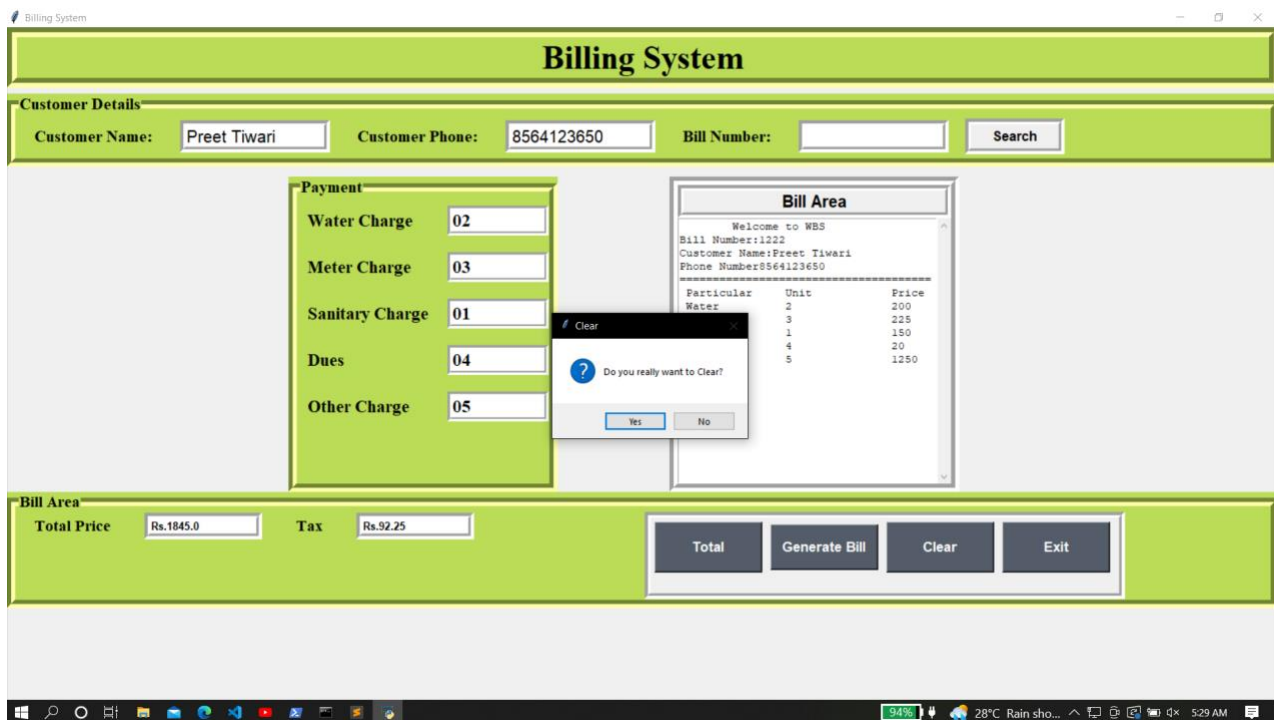 Billing System
Billing System
Customer Details
Customer Name: Preet Tiwari Customer Phone: 8564123650 Bill Number: Search
Payment
Water Charge 02
Meter Charge 03
Sanitary Charge 01
Dues 04
Other Charge 05
Bill Area
Welcome to WBS
Bill Number:1222
Customer Name:Preet Tiwari
Phone Number8564123650
========================================
Particular Unit Price
Water 2 200
3 225
1 150
4 20
5 1250
Clear
Do you really want to Clear?
Yes No
Bill Area
Total Price Rs.1845.0 Tax Rs.92.25
Total Generate Bill Clear Exit
94% 28°C Rain sho... 5:29 AM